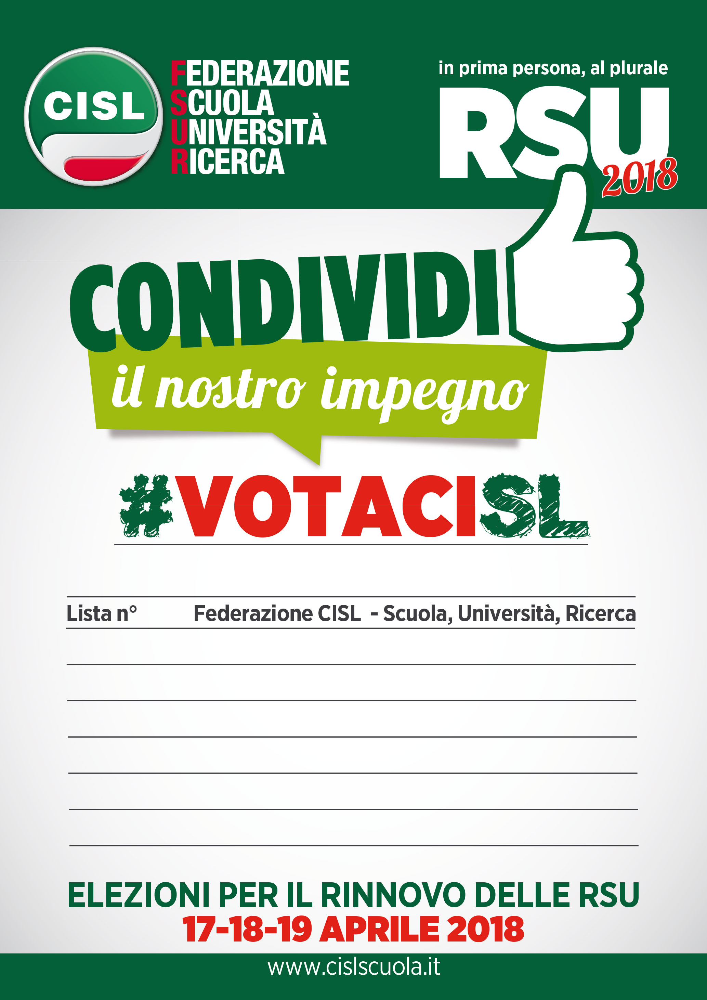 CISL
FEDERAZIONE
SCUOLA
UNIVERSITÀ
RICERCA
in prima persona, al plurale
RSU
2018
CONDIVIDI
il nostro impegno
#VOTACISL
Lista n° Federazione CISL - Scuola, Università, Ricerca
ELEZIONI PER IL RINNOVO DELLE RSU
17-18-19 APRILE 2018
www.cislscuola.it